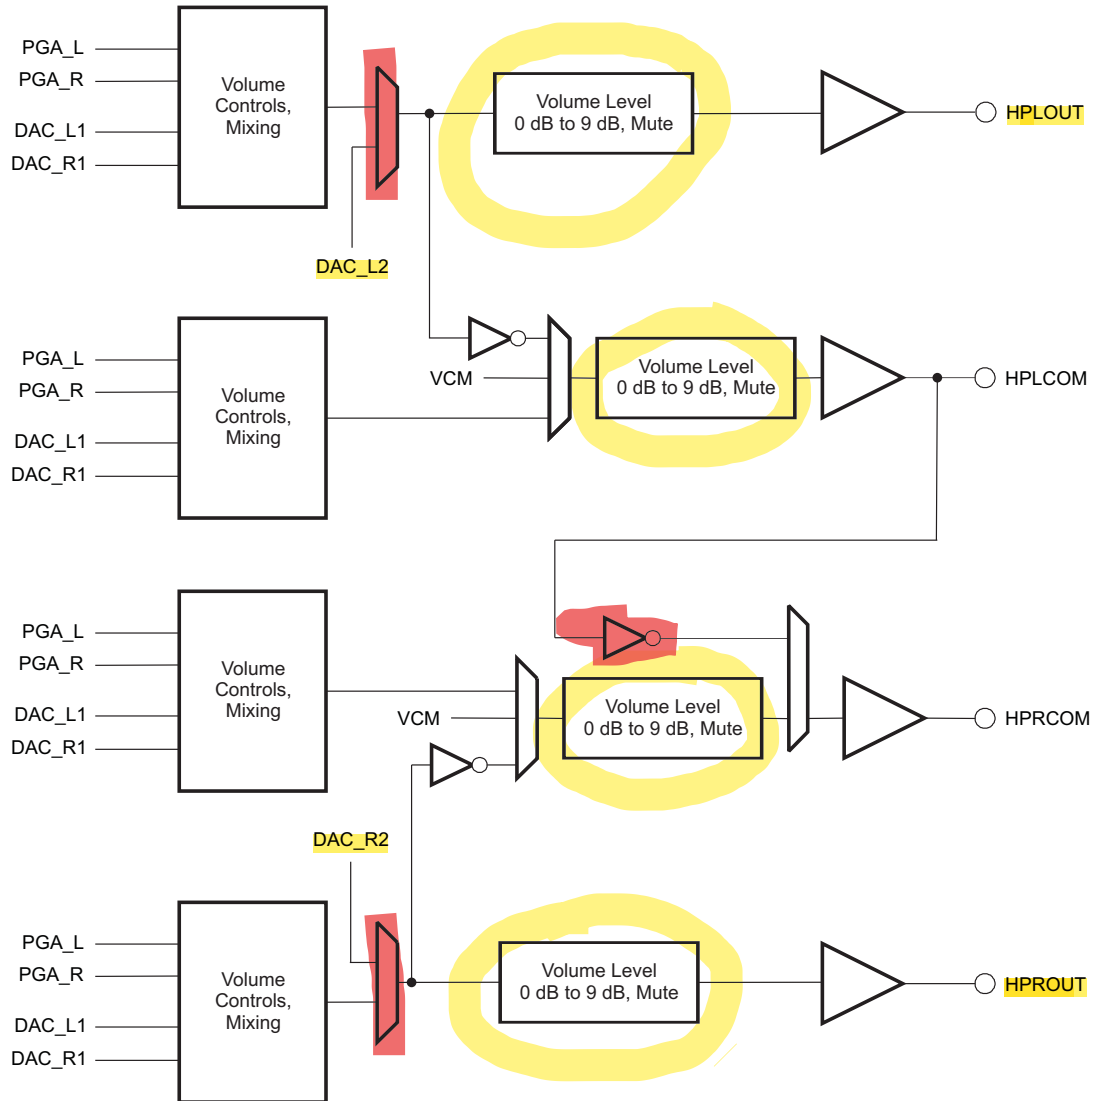 PGA_L
PGA_R
DAC_L1
DAC_R1
Volume
Controls,
Mixing
DAC_L2
Volume Level
0 dB to 9 dB, Mute
HPLOUT
PGA_L
PGA_R
DAC_L1
DAC_R1
Volume
Controls,
Mixing
VCM
Volume Level
0 dB to 9 dB, Mute
HPLCOM
PGA_L
PGA_R
DAC_L1
DAC_R1
Volume
Controls,
Mixing
VCM
Volume Level
0 dB to 9 dB, Mute
HPRCOM
DAC_R2
PGA_L
PGA_R
DAC_L1
DAC_R1
Volume
Controls,
Mixing
Volume Level
0 dB to 9 dB, Mute
HPROUT